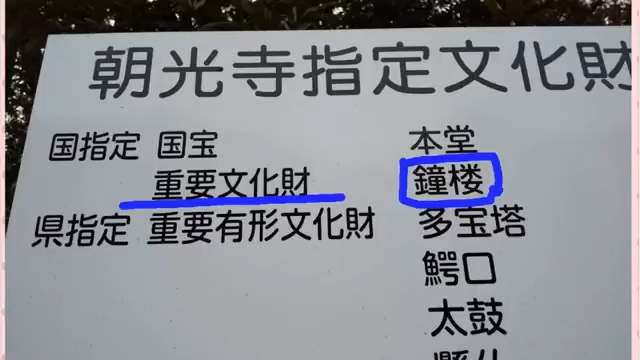 朝光寺指定文化財
国指定 国宝 本堂
重要文化財 鐘楼
県指定 重要有形文化財 多宝塔
鰐口
太鼓